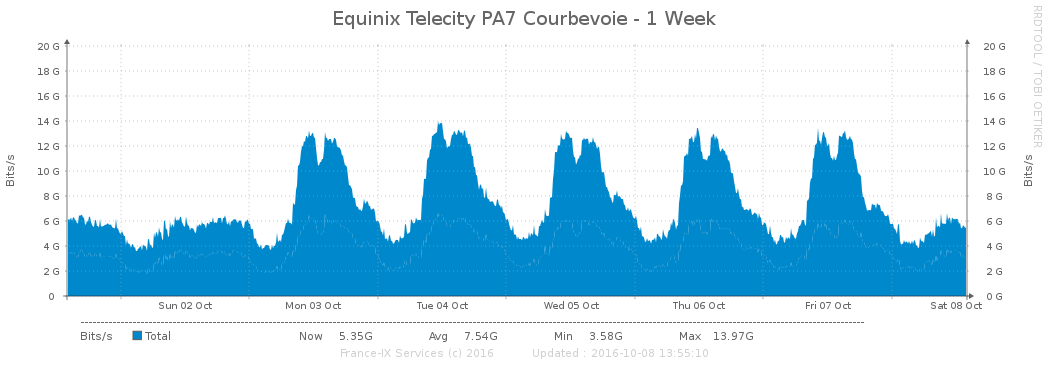 Equinix Telecity PA7 Courbevoie - 1 Week
RRDTOOL / TOBI OETIKER
Bits/s
Bits/s
20 G 20 G
18 G 18 G
16 G 16 G
14 G 14 G
12 G 12 G
10 G 10 G
8 G 8 G
6 G 6 G
4 G 4 G
2 G 2 G
0 0 G
Sun 02 Oct Mon 03 Oct Tue 04 Oct Wed 05 Oct Thu 06 Oct Fri 07 Oct Sat 08 Oct
Bits/s Total Now 5.35G Avg 7.54G Min 3.58G Max 13.97G
France-IX Services (c) 2016 Updated : 2016-10-08 13:55:10